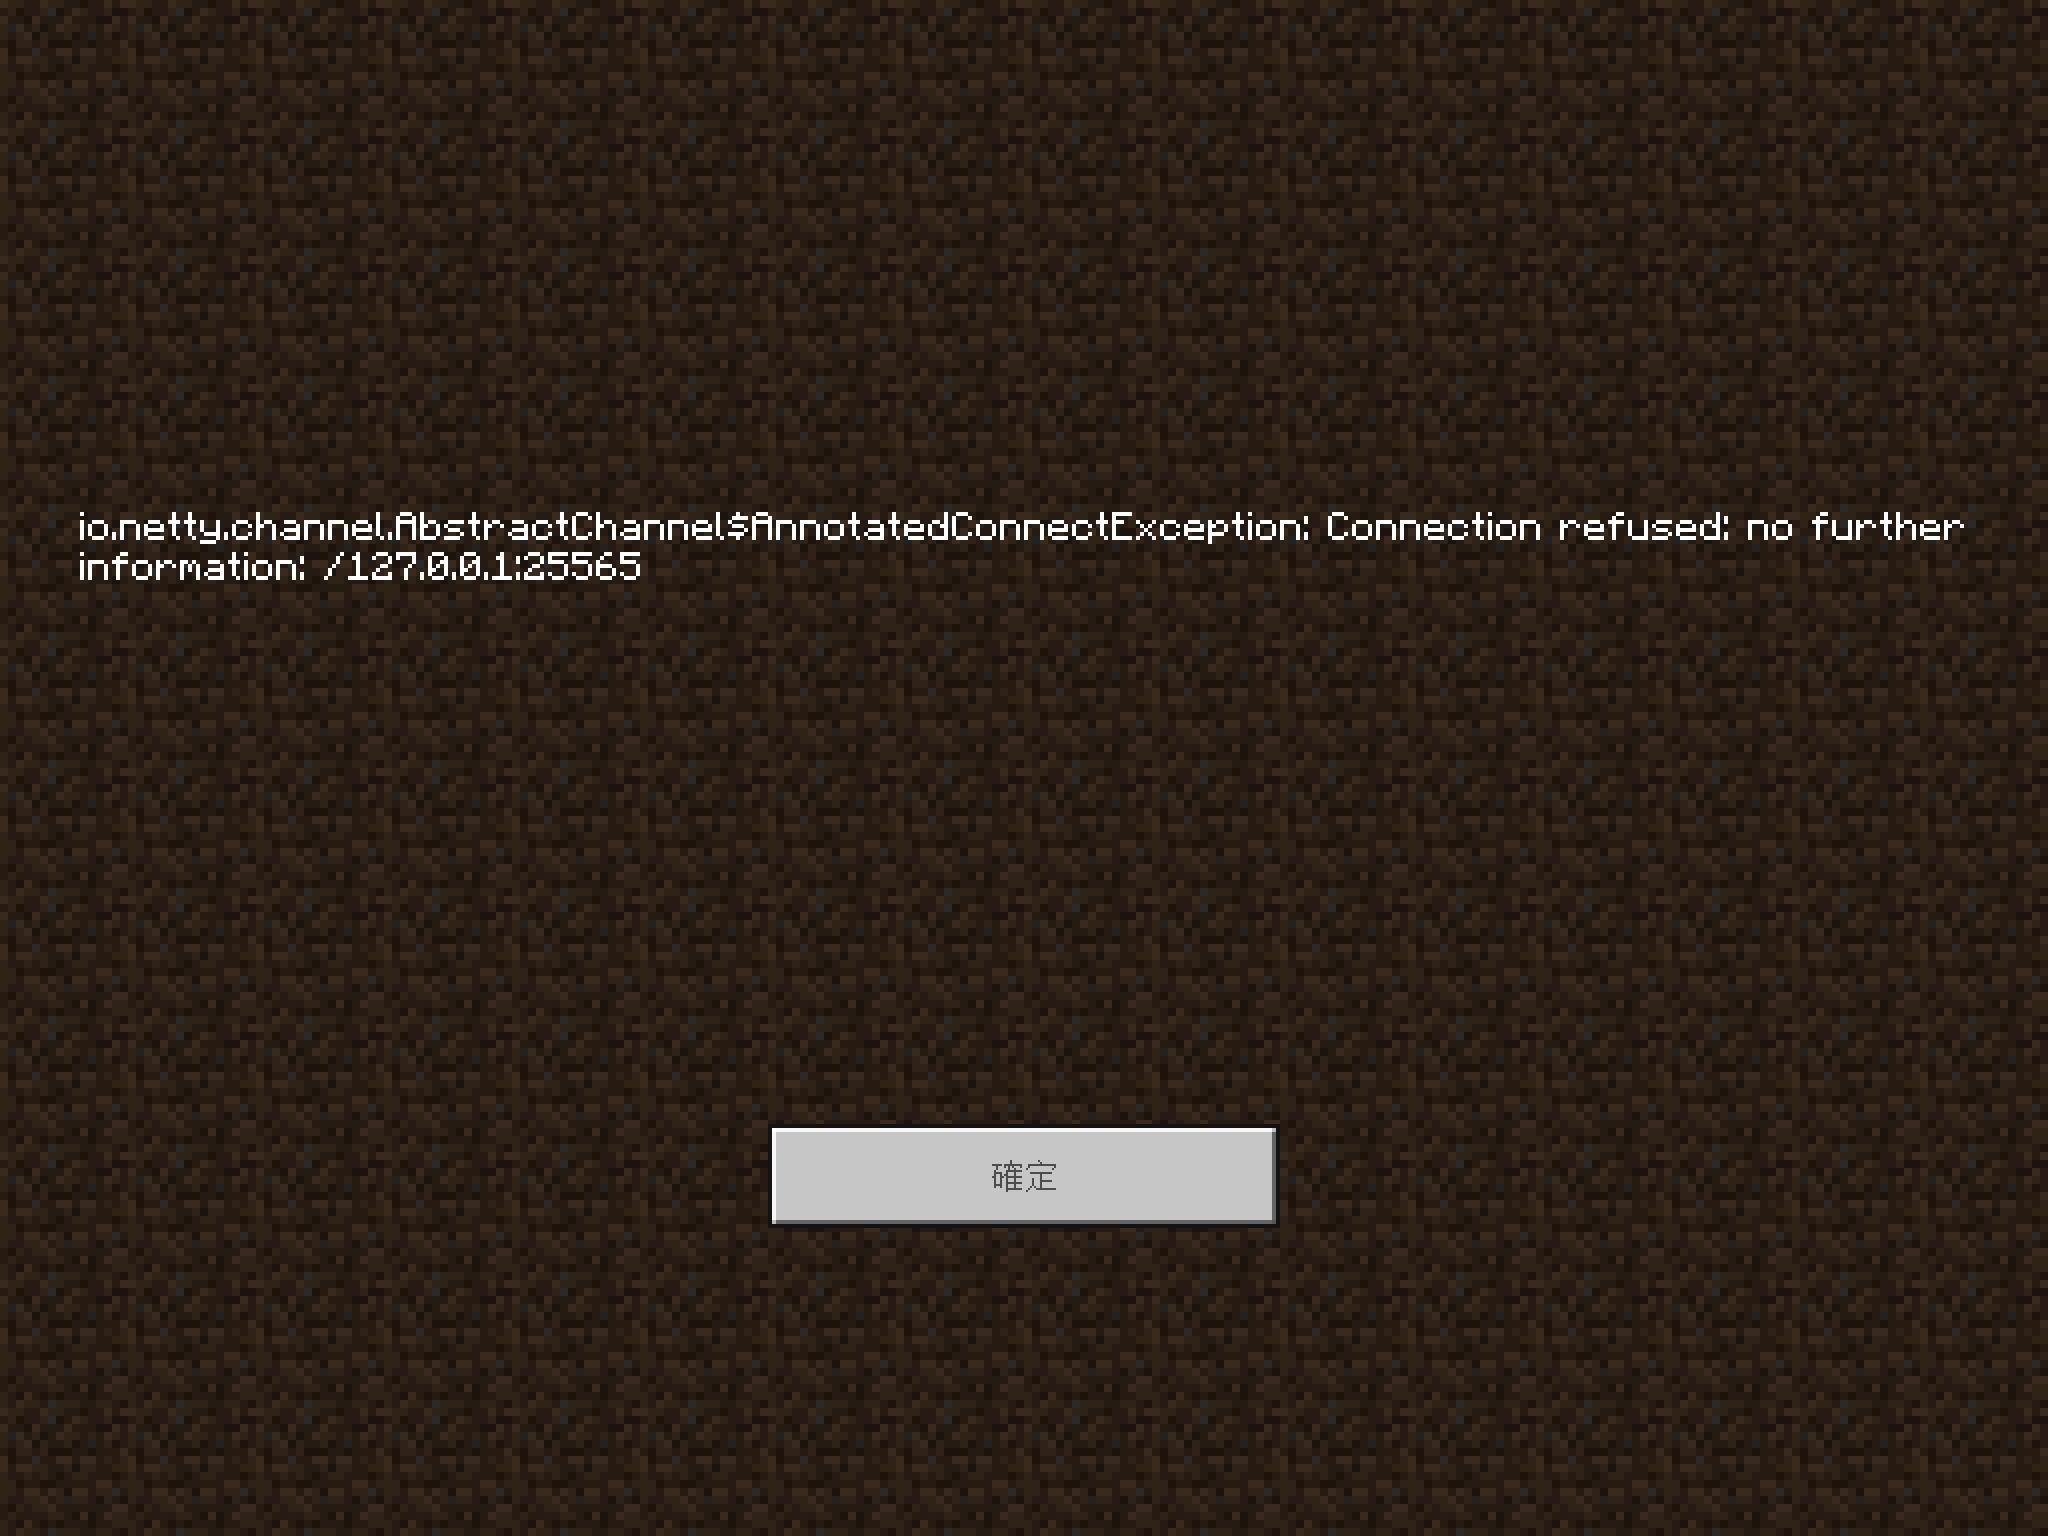 io.netty.channel.AbstractChannel$AnnotatedConnectException: Connection refused: no further
information: /127.0.0.1:25565
確定